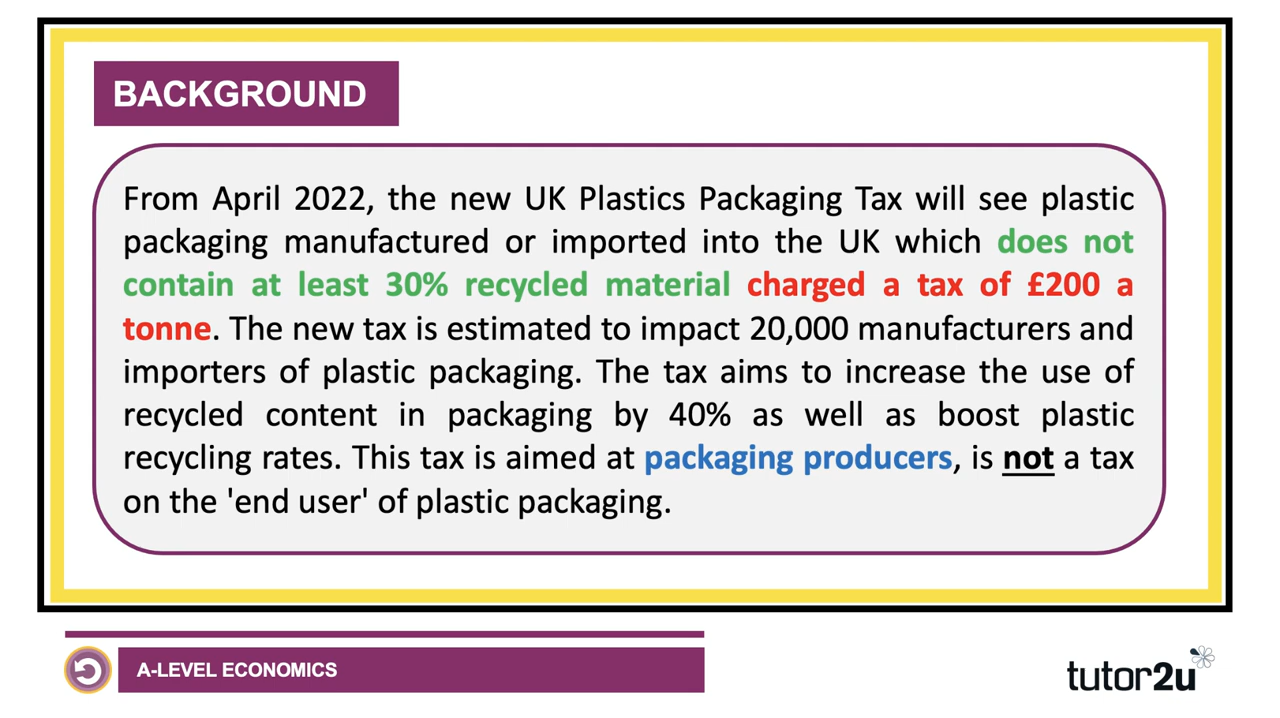 BACKGROUND
From April 2022, the new UK Plastics Packaging Tax will see plastic
packaging manufactured or imported into the UK which does not
contain at least 30% recycled material charged a tax of £200 a
tonne. The new tax is estimated to impact 20,000 manufacturers and
importers of plastic packaging. The tax aims to increase the use of
recycled content in packaging by 40% as well as boost plastic
recycling rates. This tax is aimed at packaging producers, is not a tax
on the 'end user' of plastic packaging.
A-LEVEL ECONOMICS
tutor2u